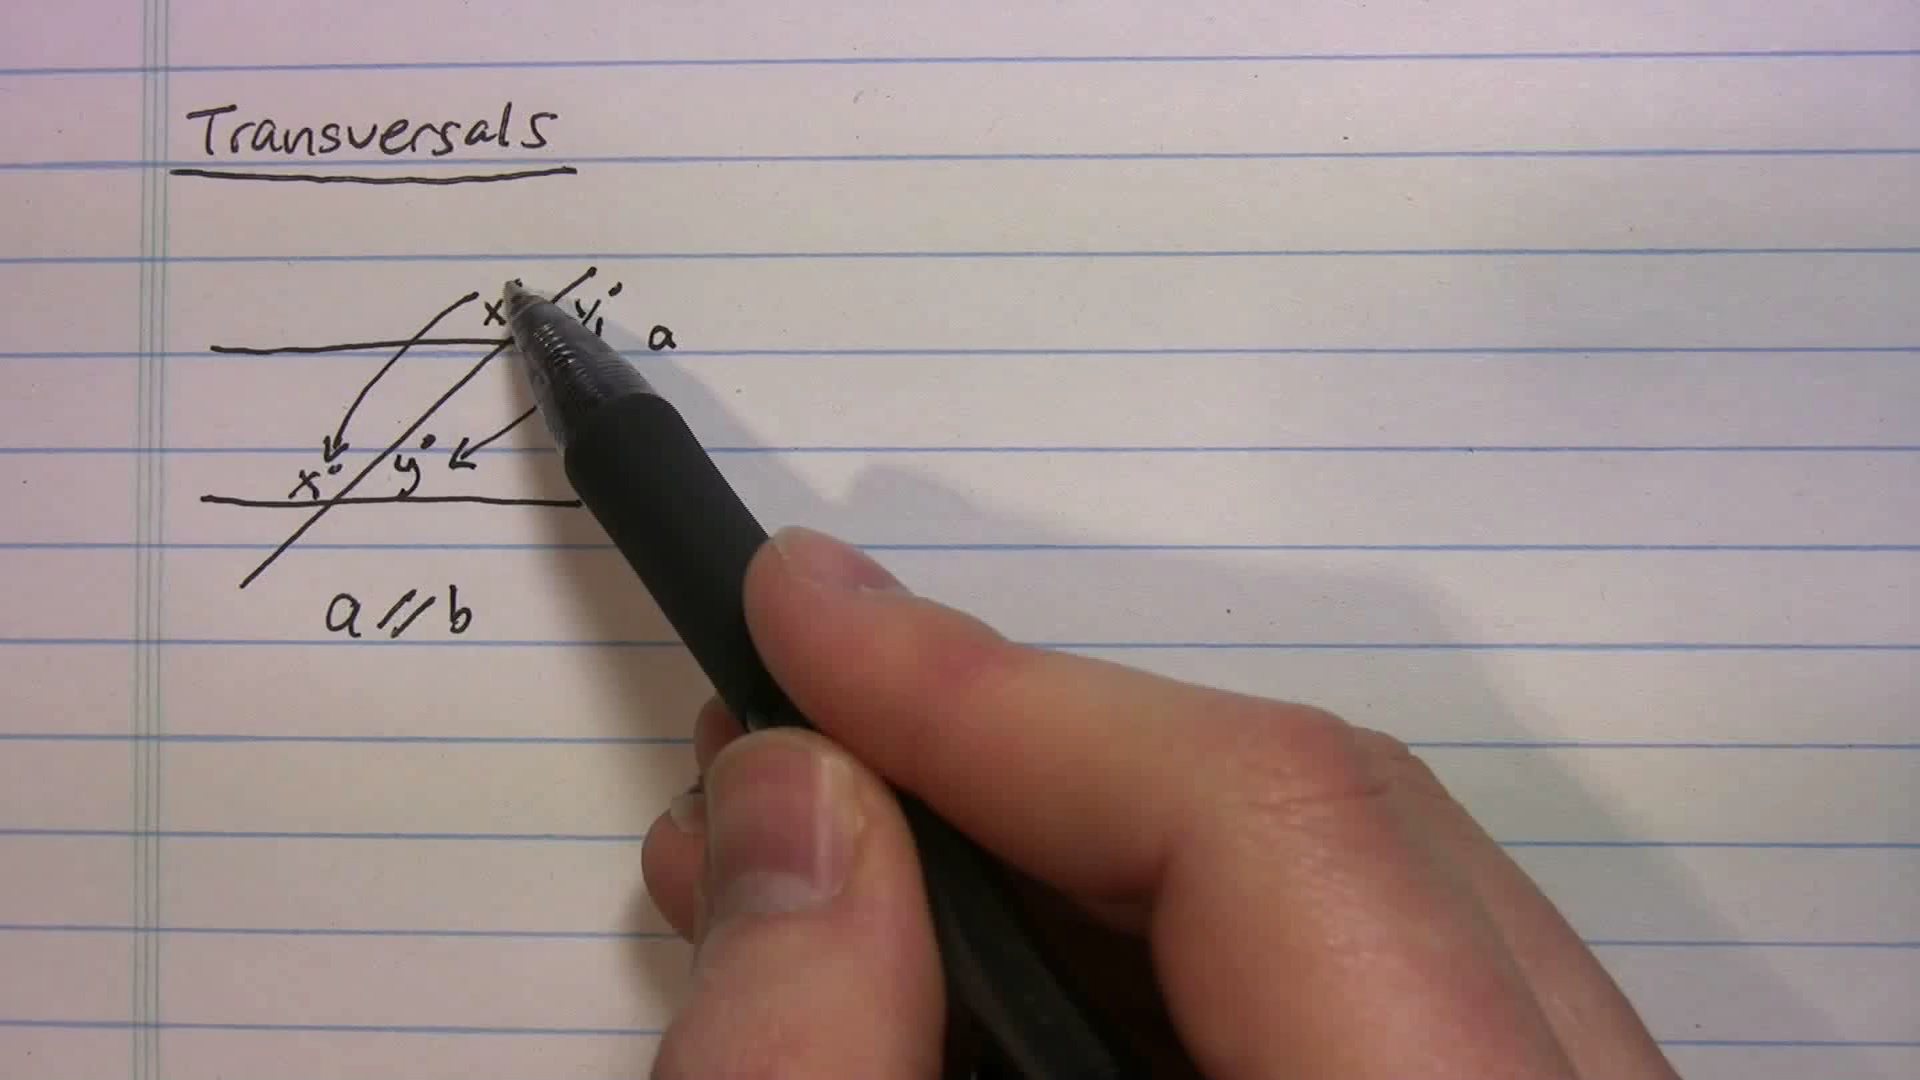 Transversals
x y° a
x° y°
a // b